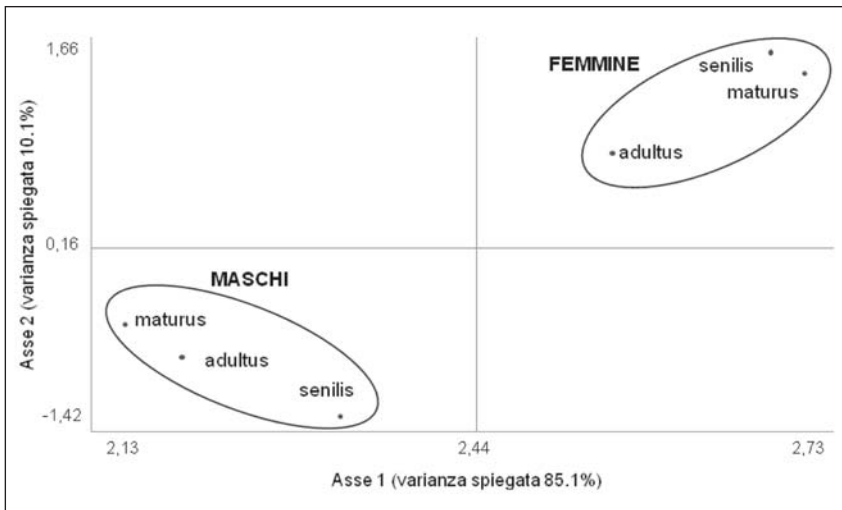 1,66
FEMMINE
senilis
maturus
adultus
0,16
MASCHI
maturus
adultus
senilis
-1,42
2,13
2,44
2,73
Asse 1 (varianza spiegata 85.1%)
Asse 2 (varianza spiegata 10.1%)